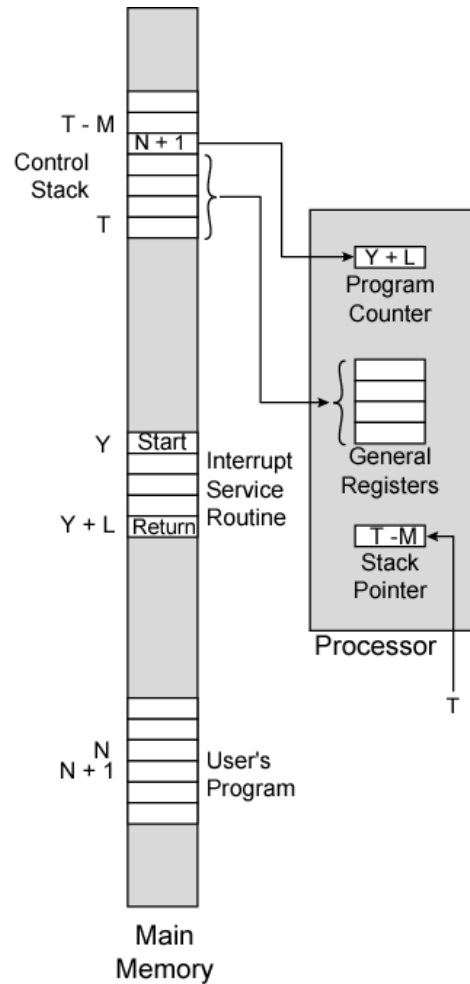 T - M
N + 1
Control
Stack
T
Y + L
Program
Counter
Y
Start
Interrupt
Service
Routine
Y + L
Return
General
Registers
T -M
Stack
Pointer
Processor
T
N
N + 1
User's
Program
Main
Memory